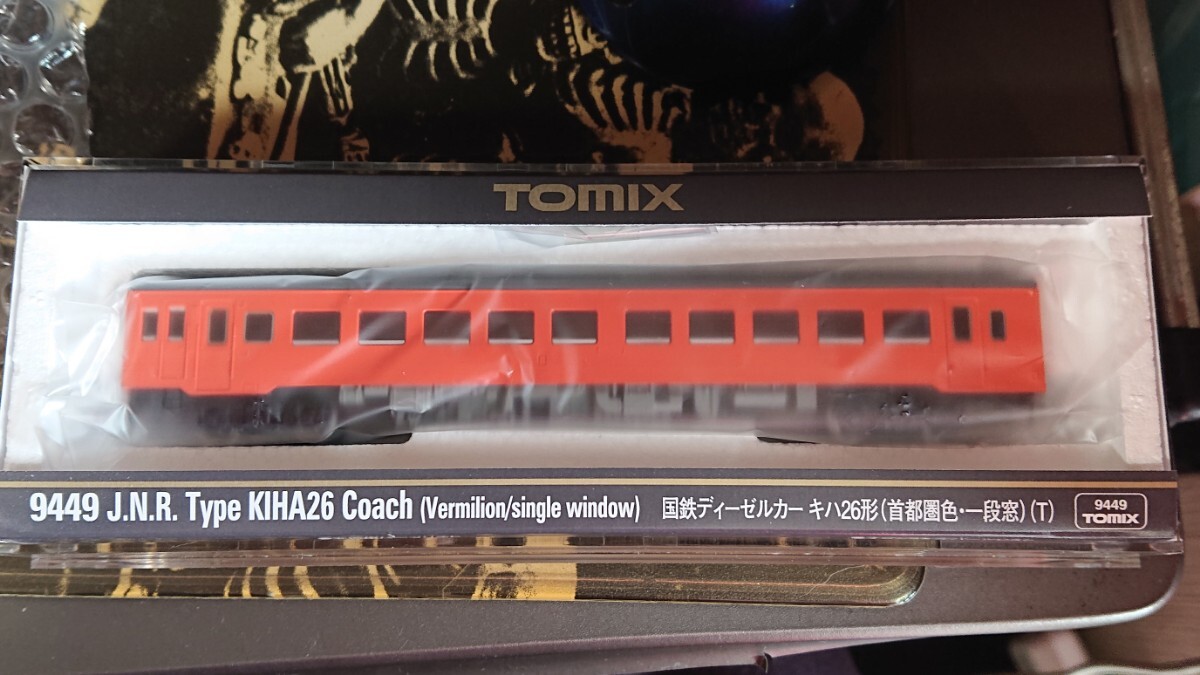 TOMIX
9449 J.N.R. Type KIHA26 Coach (Vermilion/single window) 国鉄ディーゼルカー キハ26形(首都圏色・一段窓)(T)
9449
TOMIX